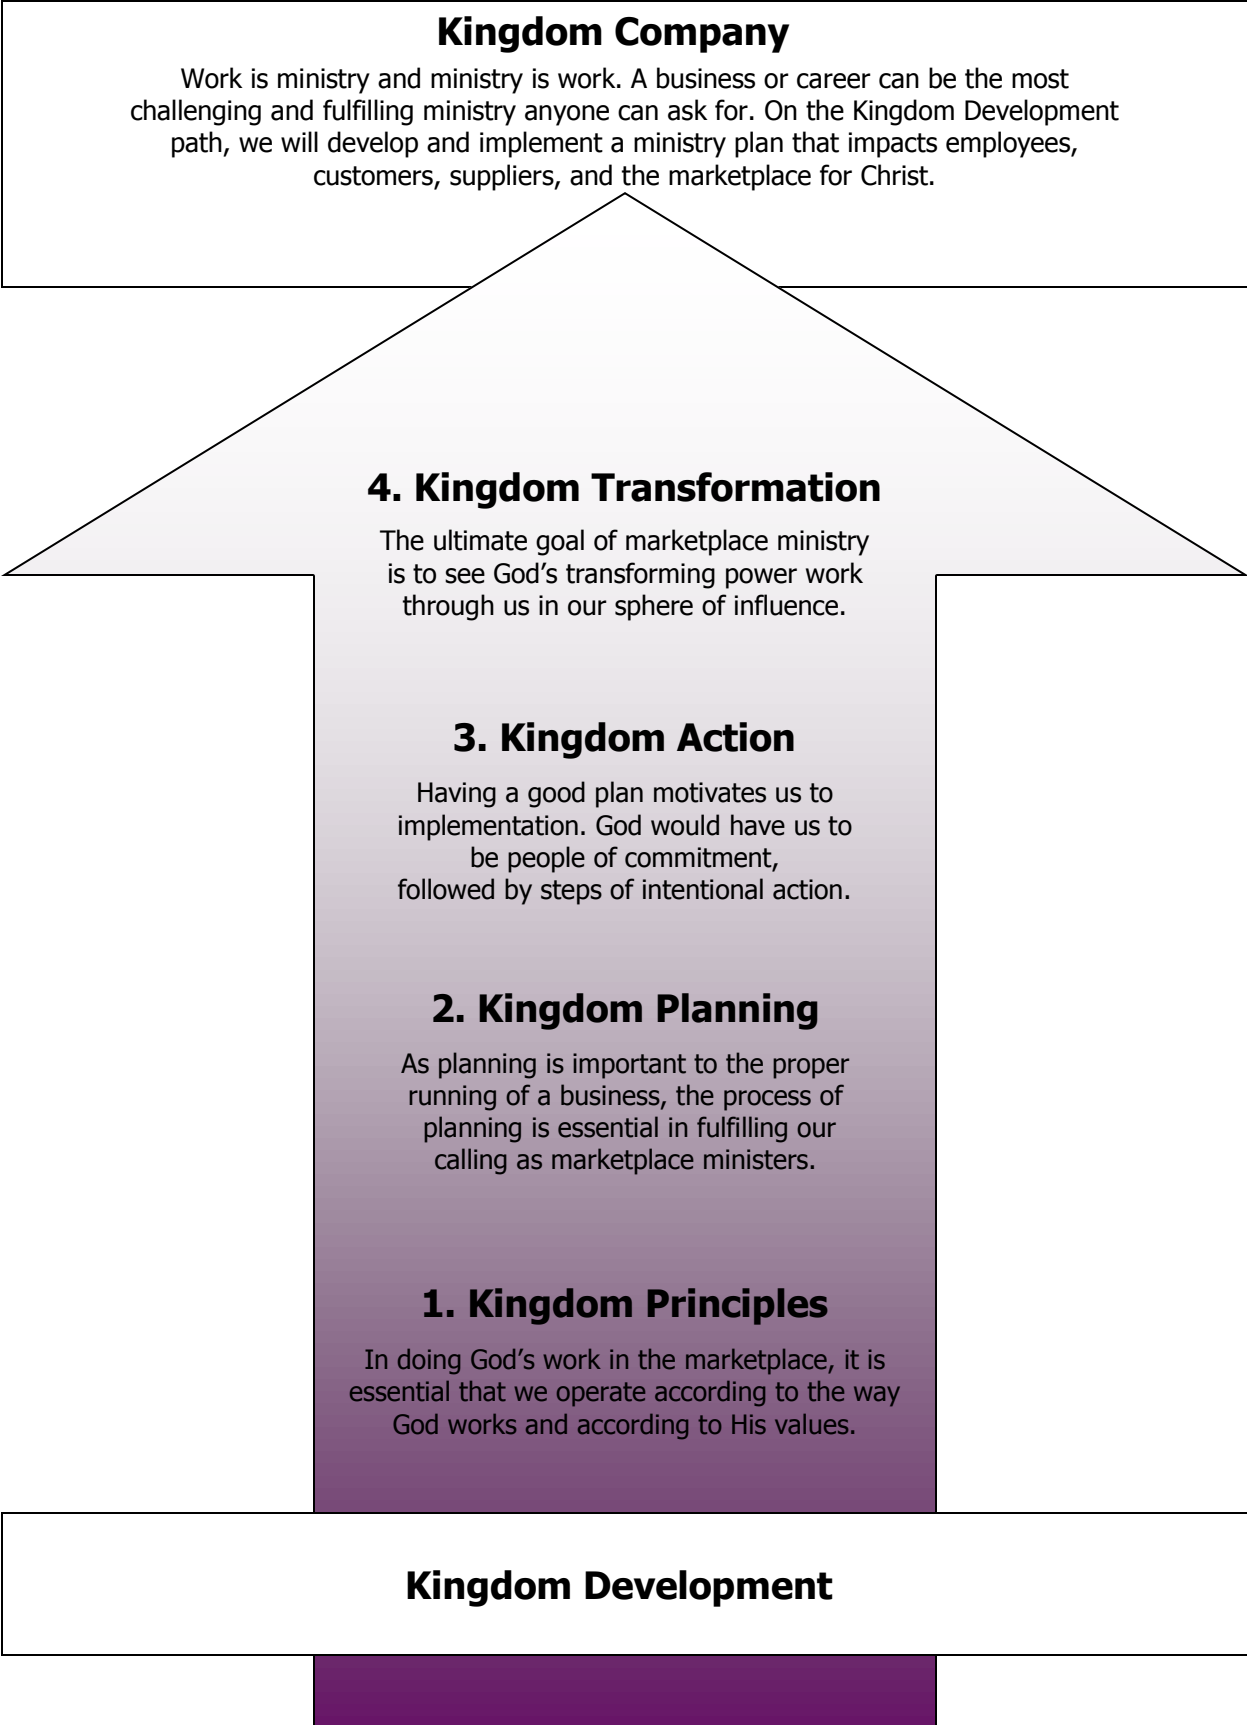 Kingdom Company
Work is ministry and ministry is work. A business or career can be the most
challenging and fulfilling ministry anyone can ask for. On the Kingdom Development
path, we will develop and implement a ministry plan that impacts employees,
customers, suppliers, and the marketplace for Christ.
4. Kingdom Transformation
The ultimate goal of marketplace ministry
is to see God’s transforming power work
through us in our sphere of influence.
3. Kingdom Action
Having a good plan motivates us to
implementation. God would have us to
be people of commitment,
followed by steps of intentional action.
2. Kingdom Planning
As planning is important to the proper
running of a business, the process of
planning is essential in fulfilling our
calling as marketplace ministers.
1. Kingdom Principles
In doing God’s work in the marketplace, it is
essential that we operate according to the way
God works and according to His values.
Kingdom Development